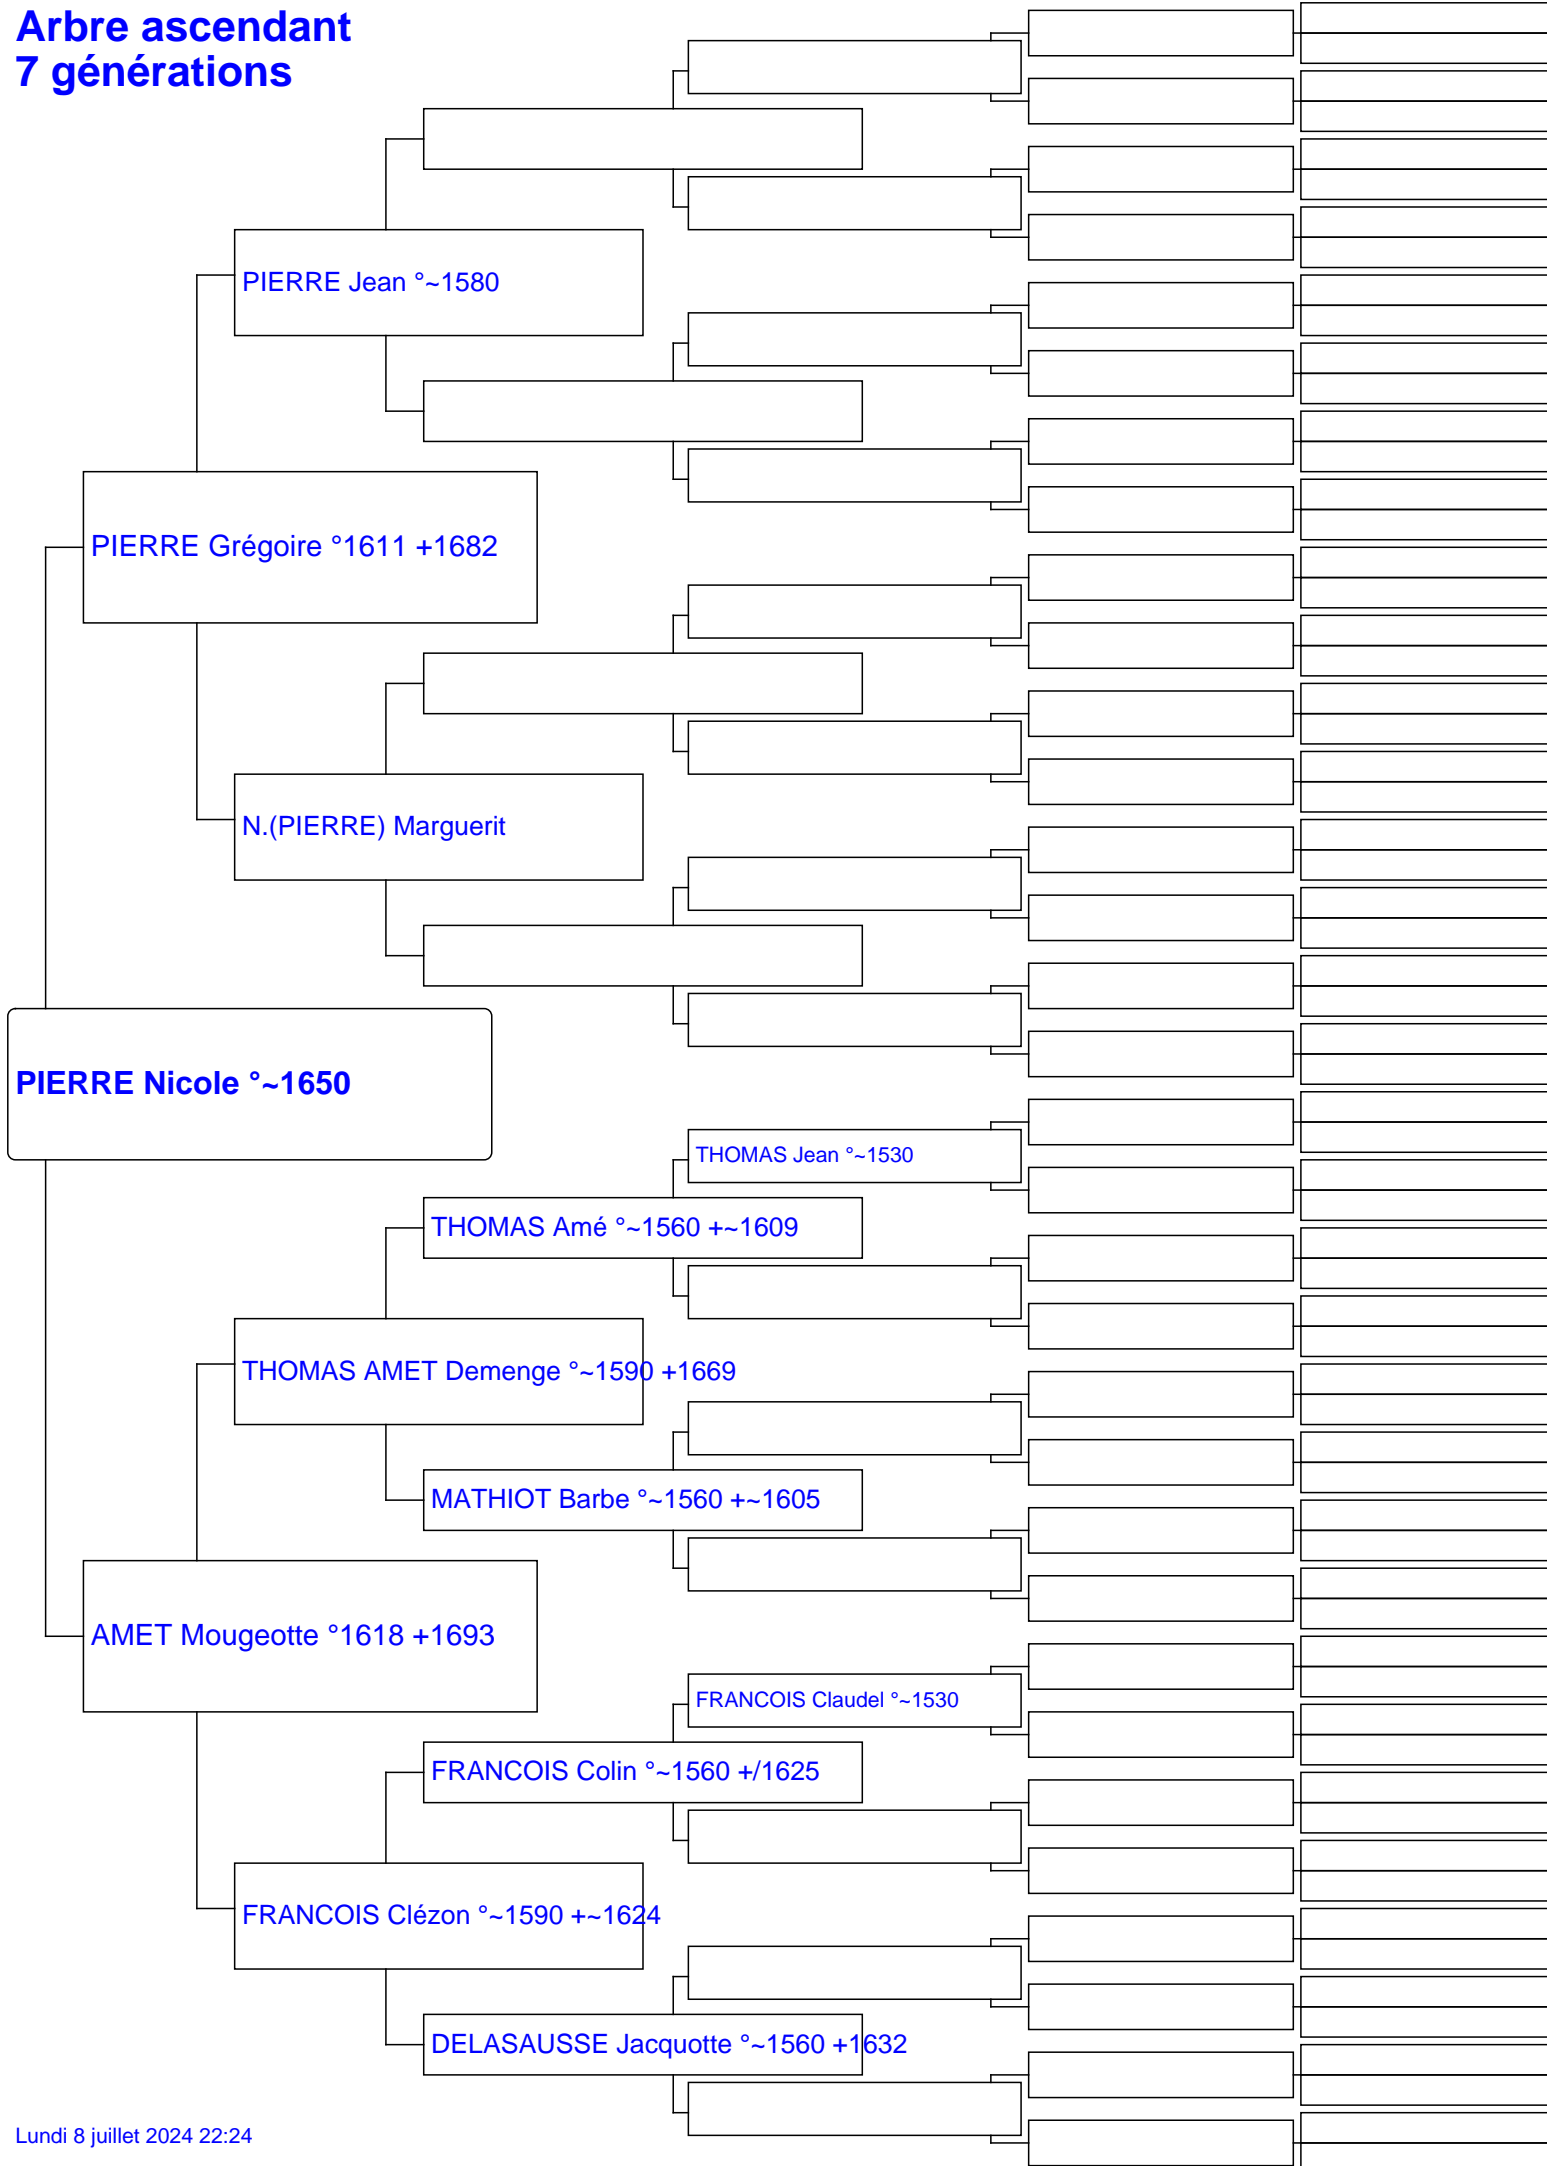 Arbre ascendant
7 générations
PIERRE Jean °~1580
PIERRE Grégoire °1611 +1682
N.(PIERRE) Marguerit
PIERRE Nicole °~1650
THOMAS Jean °~1530
THOMAS Amé °~1560 +~1609
THOMAS AMET Demenge °~1590 +1669
MATHIOT Barbe °~1560 +~1605
AMET Mougeotte °1618 +1693
FRANCOIS Claudel °~1530
FRANCOIS Colin °~1560 +/1625
FRANCOIS Clézon °~1590 +~1624
DELASAUSSE Jacquotte °~1560 +1632
Lundi 8 juillet 2024 22:24